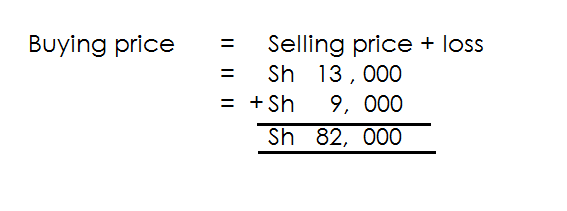 Buying price = Selling price + loss
= Sh 13 , 000
= + Sh 9, 000
Sh 82, 000